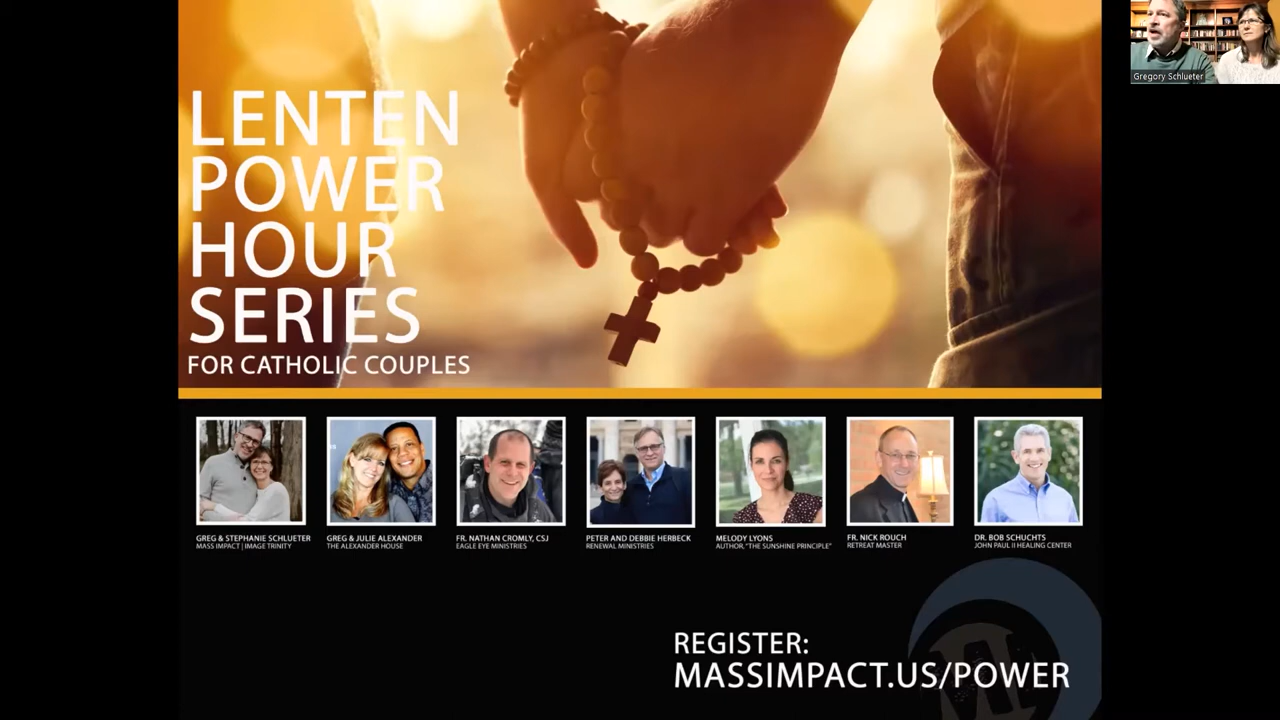 Gregory Schlueter
LENTEN
POWER
HOUR
SERIES
FOR CATHOLIC COUPLES
GREG & STEPHANIE SCHLUETER
MASS IMPACT | IMAGE TRINITY
GREG & JULIE ALEXANDER
THE ALEXANDER HOUSE
FR. NATHAN CROMLY, CSJ
EAGLE EYE MINISTRIES
PETER AND DEBBIE HERBECK
RENEWAL MINISTRIES
MELODY LYONS
AUTHOR, "THE SUNSHINE PRINCIPLE"
FR. NICK ROUCH
RETREAT MASTER
DR. BOB SCHUCHTS
JOHN PAUL II HEALING CENTER
REGISTER:
MASSIMPACT.US/POWER